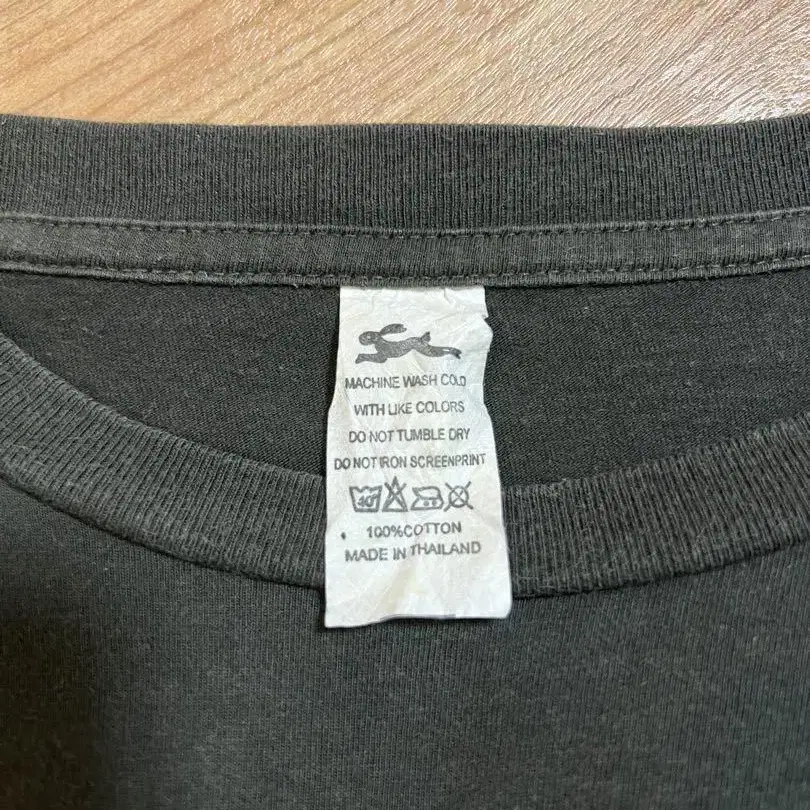 MACHINE WASH COLD
WITH LIKE COLORS
DO NOT TUMBLE DRY
DO NOT IRON SCREENPRINT
40
100%COTTON
MADE IN THAILAND